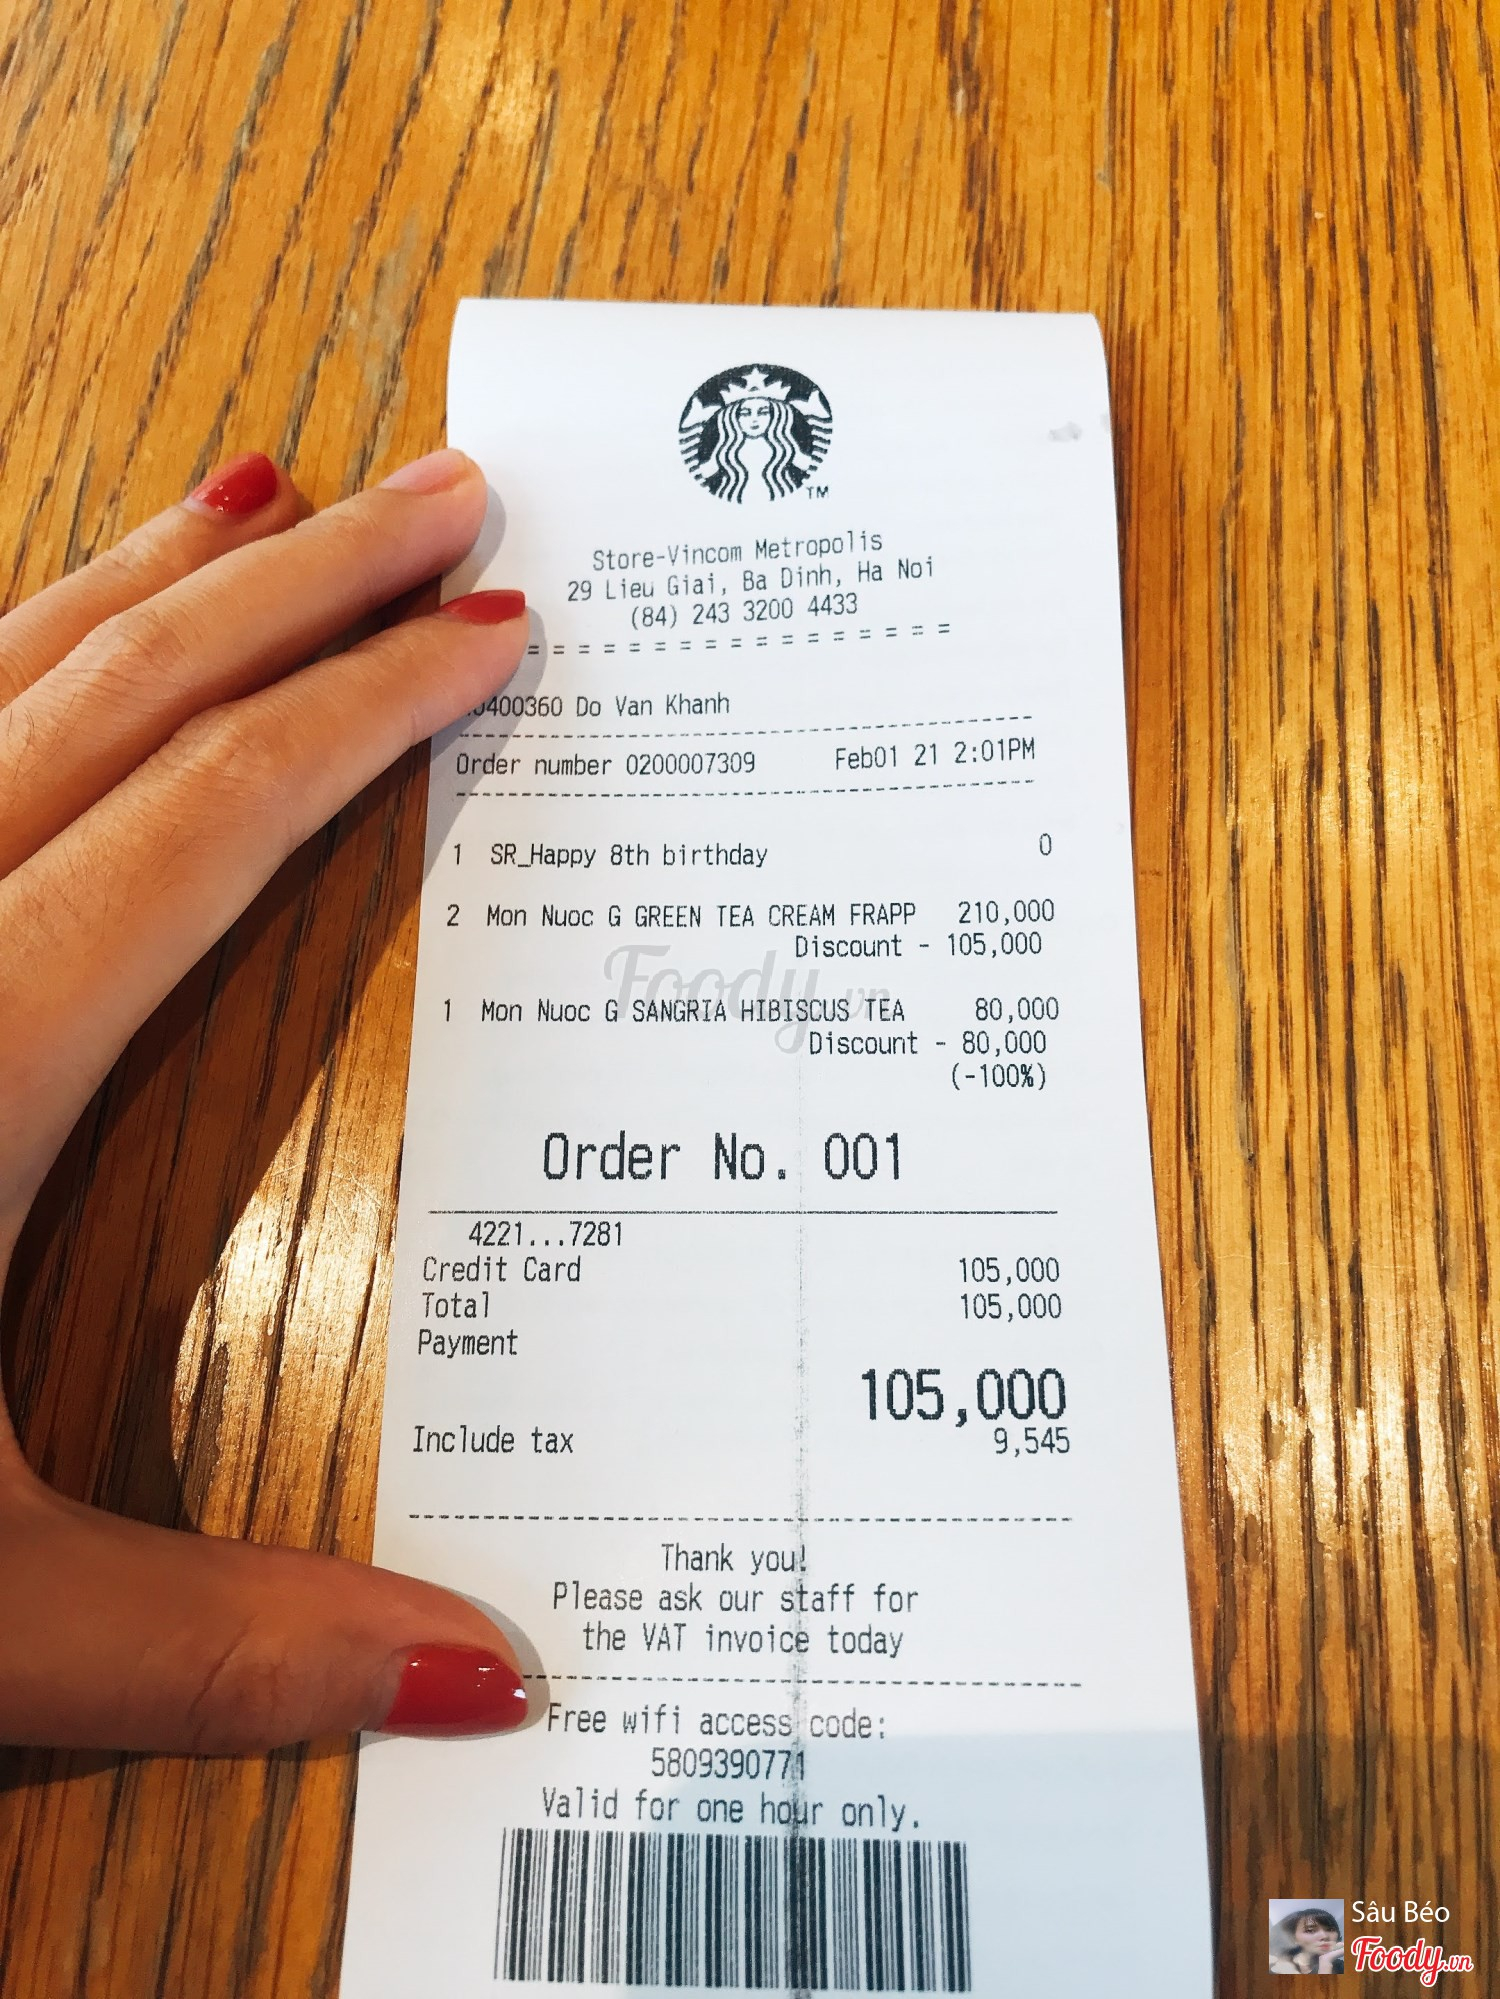 TM
Store-Vincom Metropolis
29 Lieu Giai, Ba Dinh, Ha Noi
(84) 243 3200 4433
= = = = = = = = = = = = = = = = =
Do Van Khanh
Order number 0200007309 Feb01 21 2:01PM
1 SR_Happy 8th birthday 0
2 Mon Nuoc G GREEN TEA CREAM FRAPP 210,000
Discount - 105,000
Foody.vn
1 Mon Nuoc G SANGRIA HIBISCUS TEA 80,000
Discount - 80,000
(-100%)
Order No. 001
4221...7281
Credit Card 105,000
Total 105,000
Payment
105,000
Include tax 9,545
Thank you!
Please ask our staff for
the VAT invoice today
Free wifi access code:
5809390771
Valid for one hour only.
Sâu Béo
Foody.vn